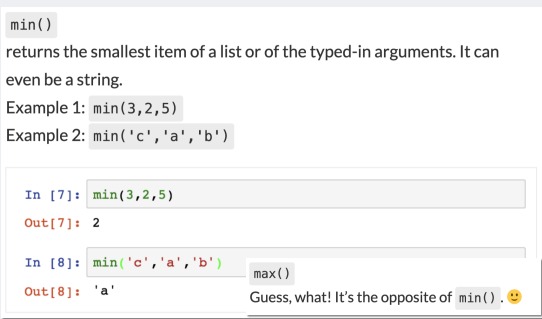 min()
returns the smallest item of a list or of the typed-in arguments. It can
even be a string.
Example 1: min(3,2,5)
Example 2: min('c','a','b')
In [7]: min(3,2,5)
Out[7]: 2
In [8]: min('c','a','b')
Out[8]: 'a'
max()
Guess, what! It’s the opposite of min(). 🙂